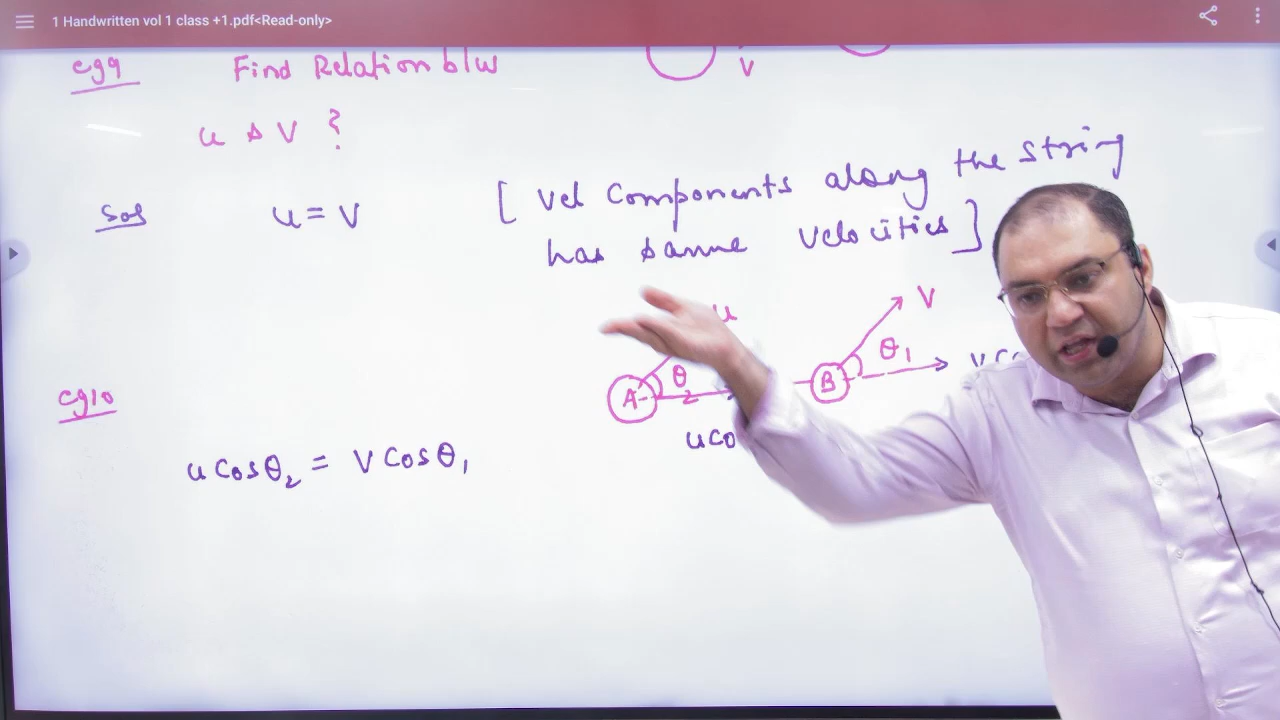 1 Handwritten vol 1 class +1.pdf<Read-only>
eg9 Find Relation b/w
V
u & V ?
Sol u = V [ Vel Components along the string
has same velocities ]
u V
θ1
A θ2 B
eg10
u Cosθ2 = V Cosθ1